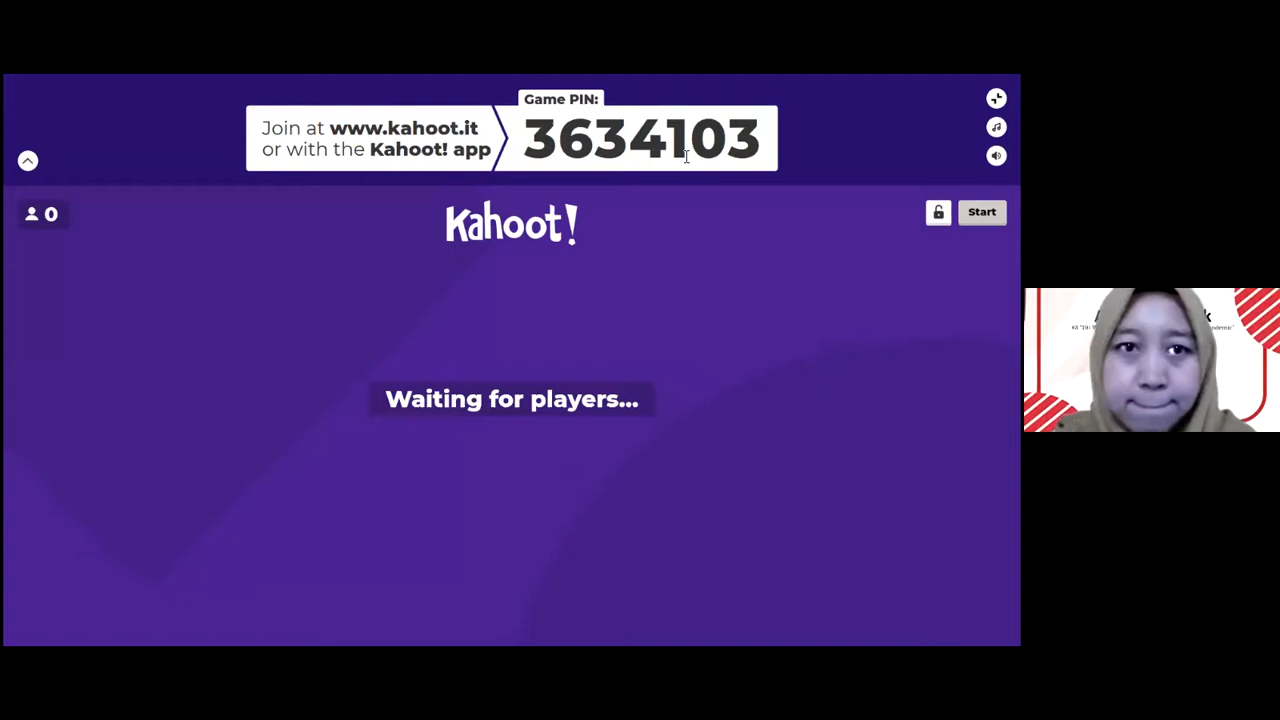 Game PIN:
Join at www.kahoot.it
or with the Kahoot! app
3634103
0
Kahoot!
Start
Waiting for players...